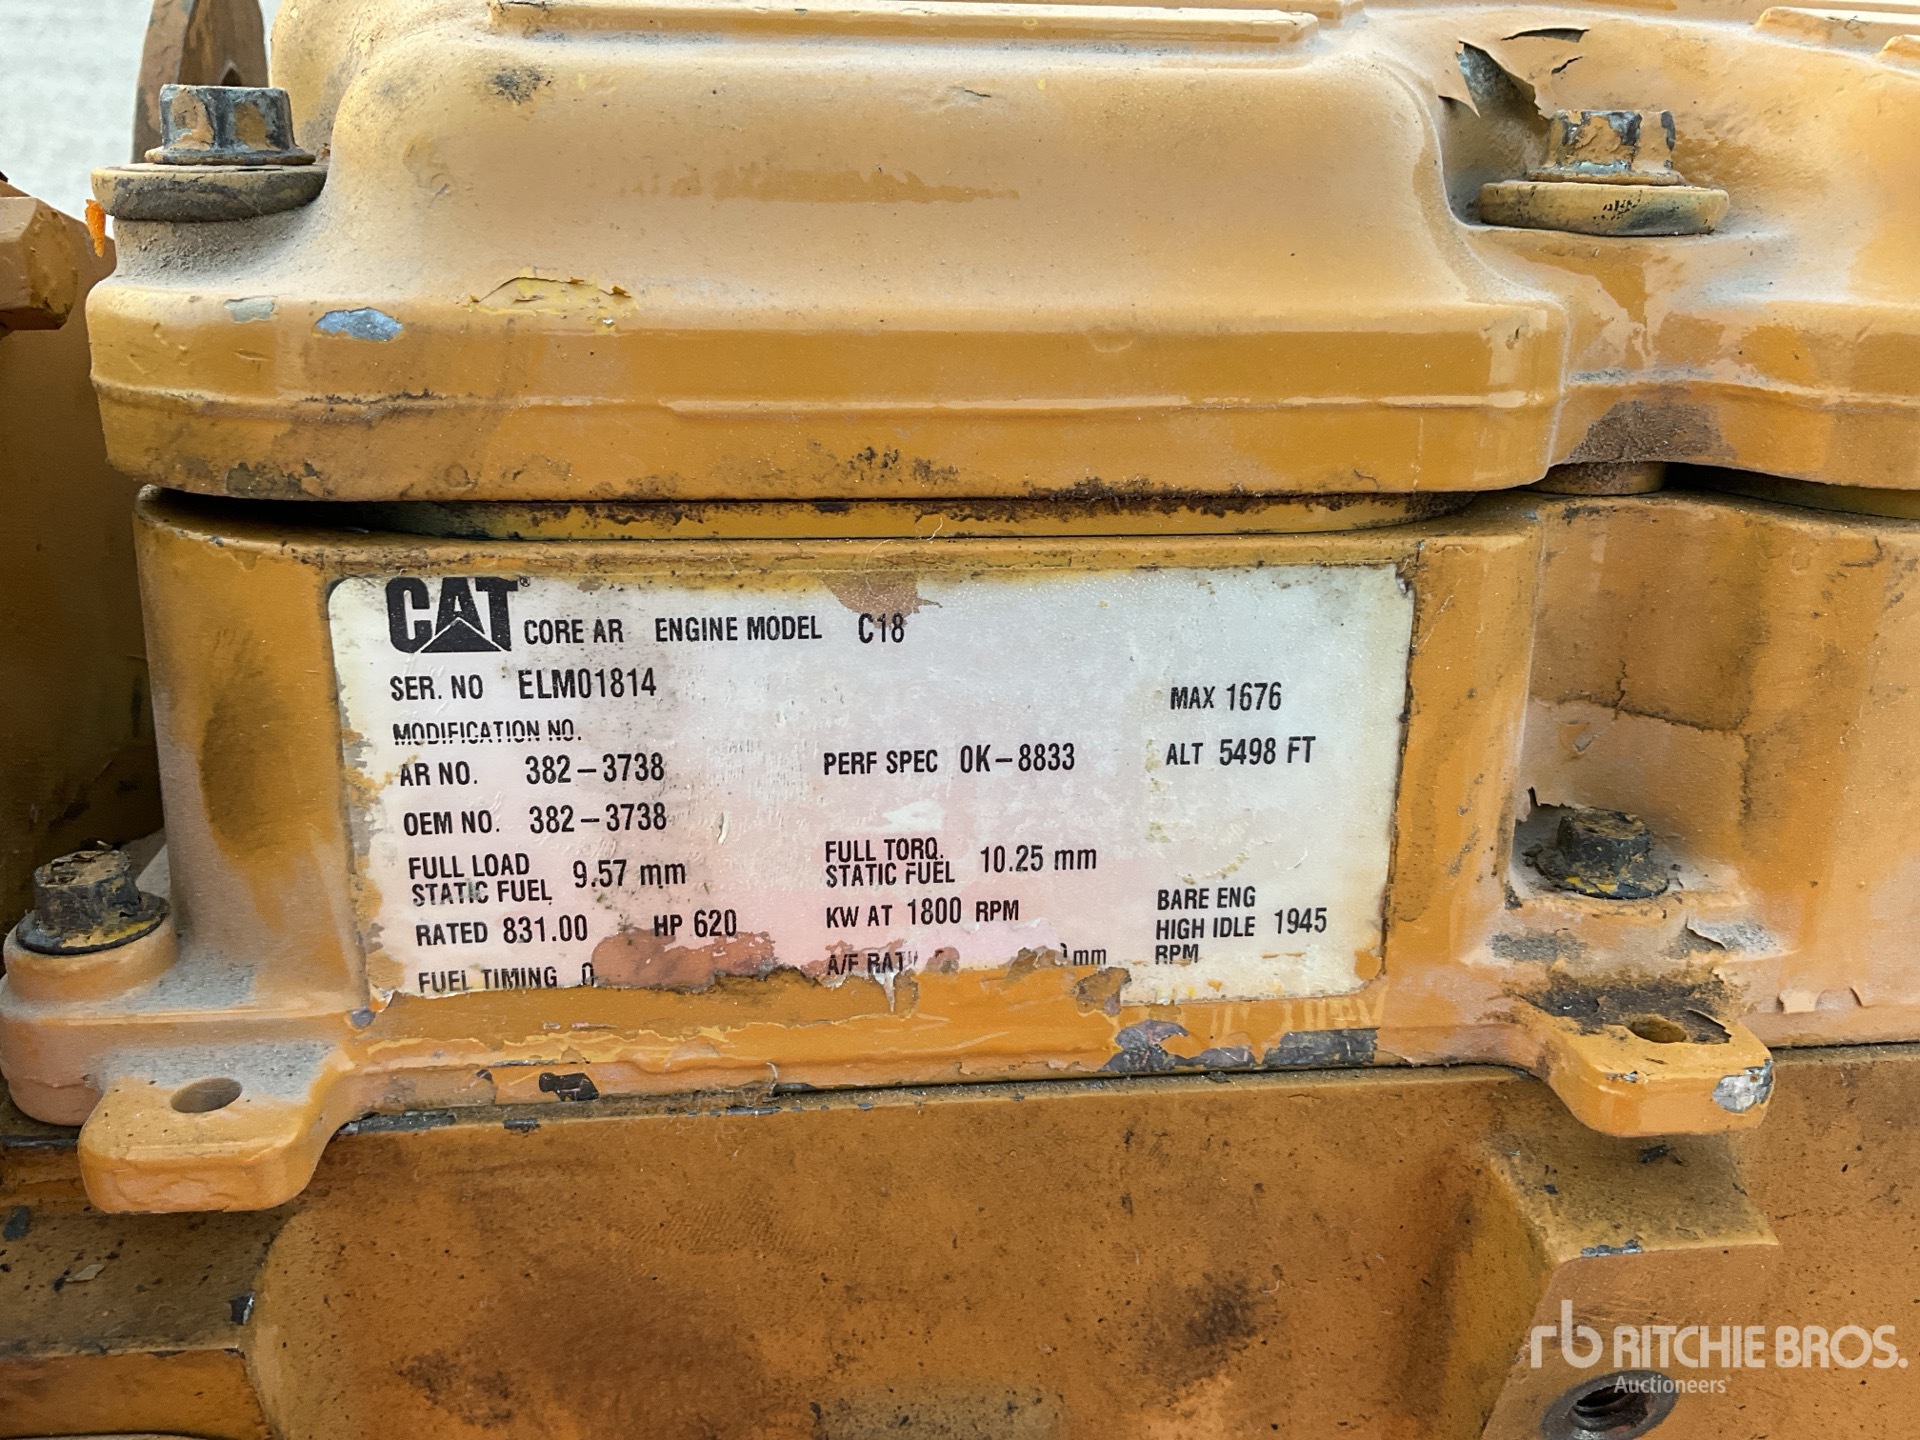 CAT® CORE AR ENGINE MODEL C18
SER. NO ELM01814
MAX 1676
MODIFICATION NO.
AR NO. 382-3738 PERF SPEC 0K-8833 ALT 5498 FT
OEM NO. 382-3738
FULL LOAD
STATIC FUEL 9.57 mm
FULL TORQ.
STATIC FUEL 10.25 mm
RATED 831.00 HP 620 KW AT 1800 RPM
BARE ENG
HIGH IDLE 1945
RPM
FUEL TIMING 0
A/F mm
rb RITCHIE BROS.
Auctioneers